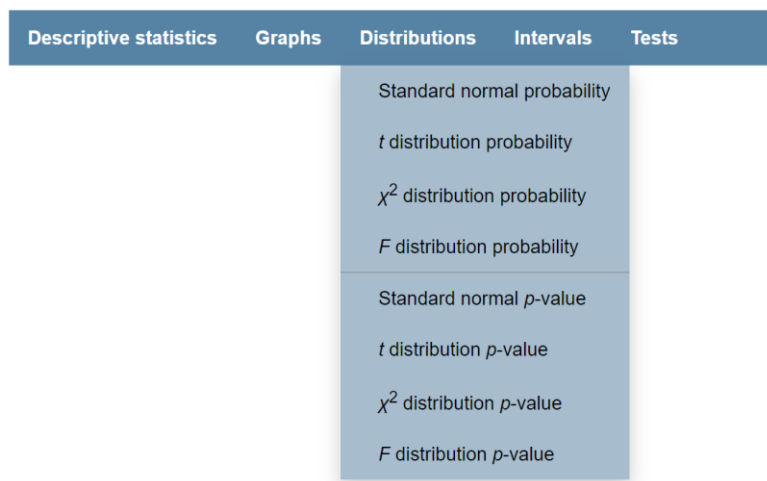 Descriptive statistics Graphs Distributions Intervals Tests
Standard normal probability
t distribution probability
χ² distribution probability
F distribution probability
Standard normal p-value
t distribution p-value
χ² distribution p-value
F distribution p-value